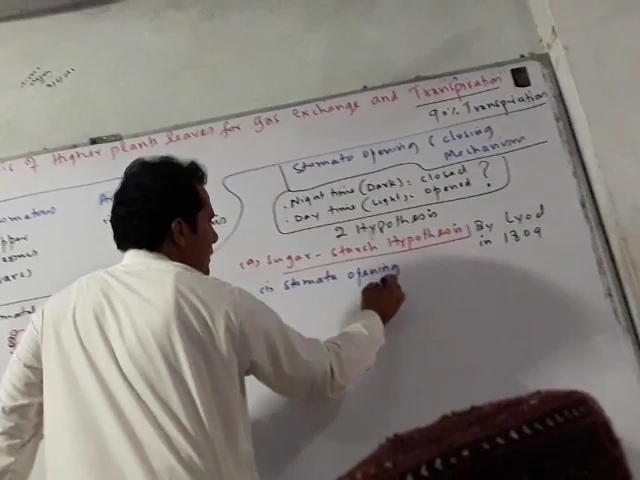 of Higher plants leaves for gas exchange and Transpiration
90% Transpiration
Stomata opening & closing
Mechanism
. Night time (Dark): closed ?
. Day time (Light): opened
2 Hypothesis
(a) Sugar - Starch Hypothesis By Lyod
in 1809
(i) Stomata opening